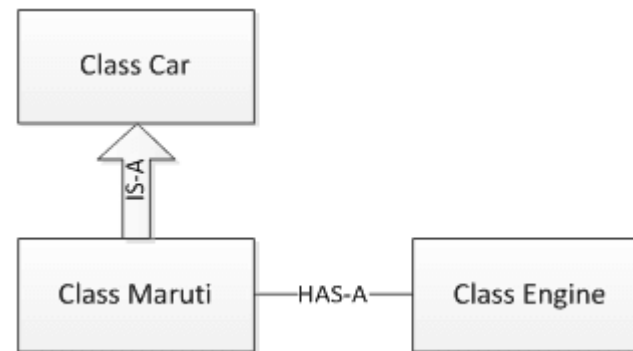 Class Car
IS-A
Class Maruti
HAS-A
Class Engine